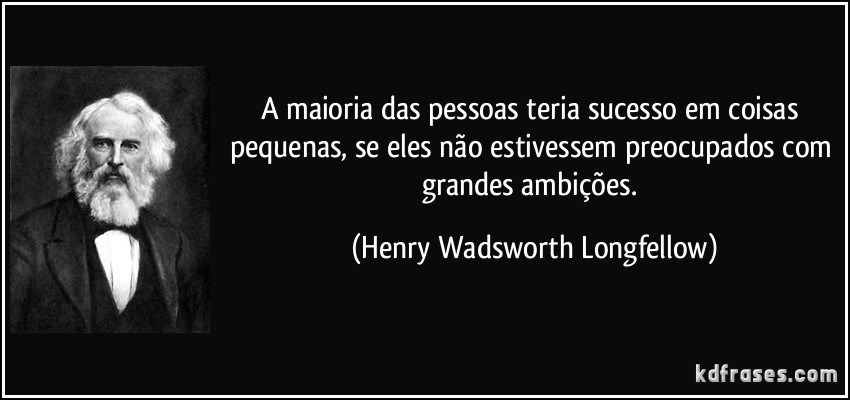 A maioria das pessoas teria sucesso em coisas
pequenas, se eles não estivessem preocupados com
grandes ambições.
(Henry Wadsworth Longfellow)
kdfrases.com